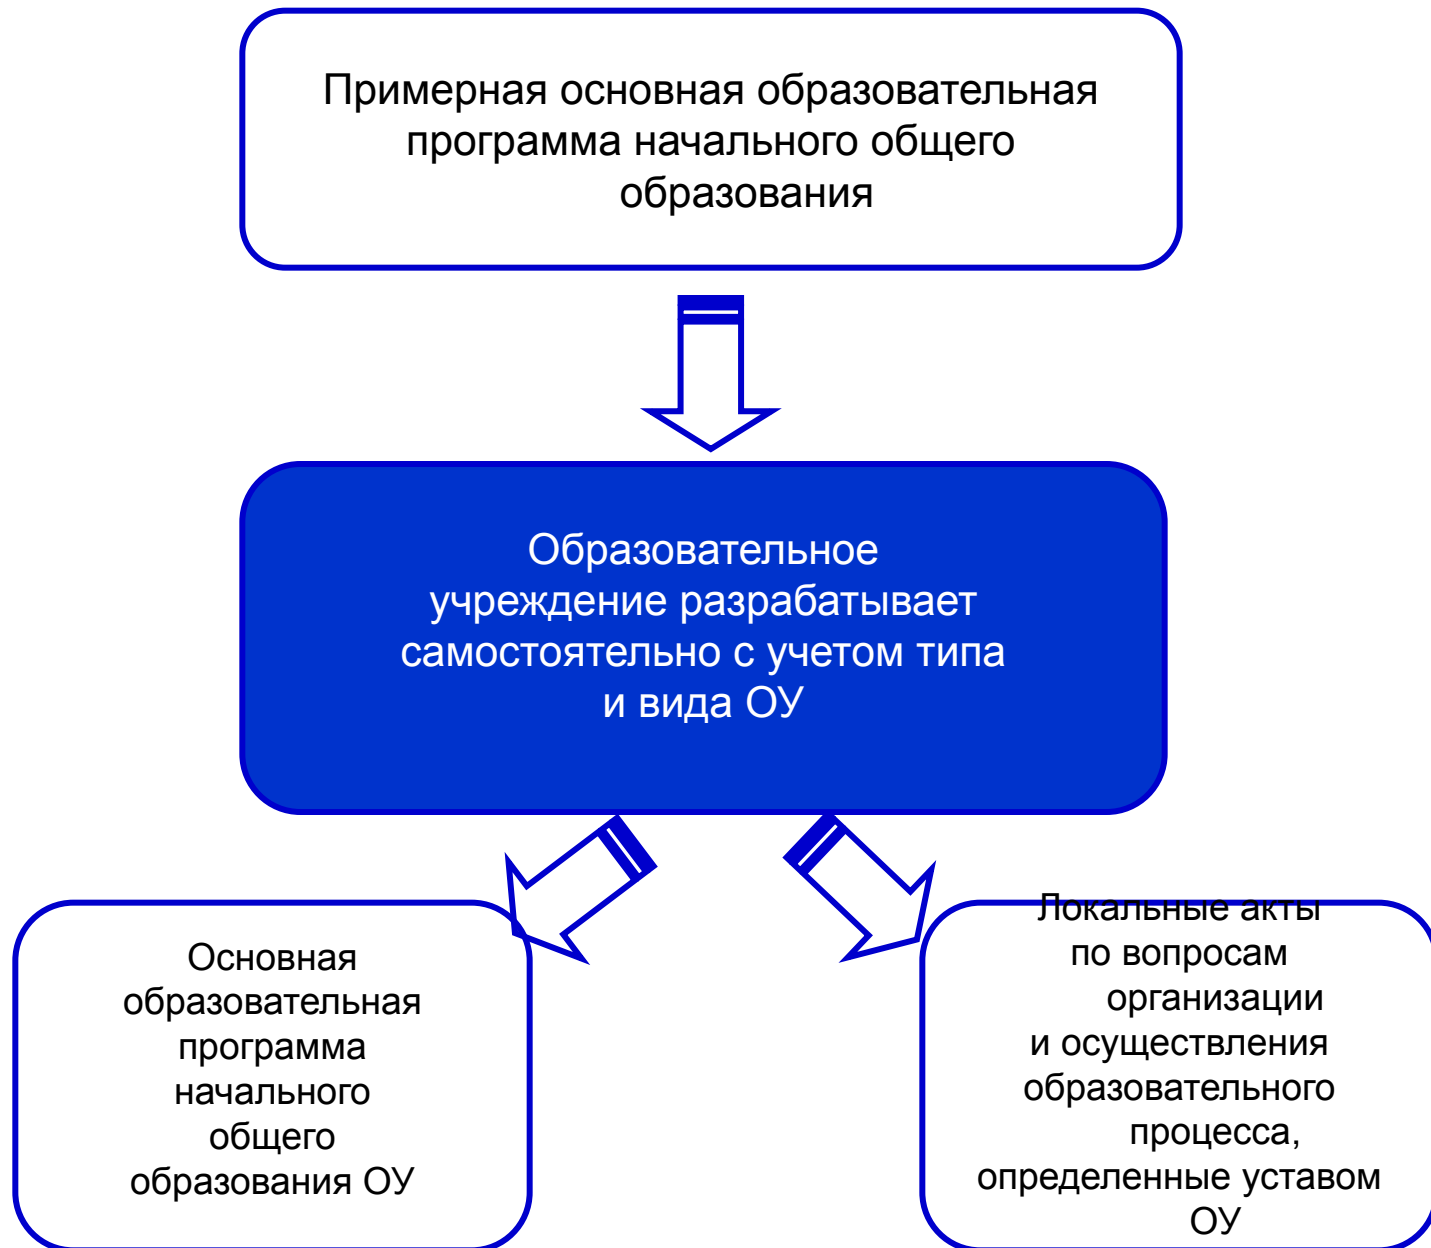 Примерная основная образовательная
программа начального общего
образования
Образовательное
учреждение разрабатывает
самостоятельно с учетом типа
и вида ОУ
Основная
образовательная
программа
начального
общего
образования ОУ
Локальные акты
по вопросам
организации
и осуществления
образовательного
процесса,
определенные уставом
ОУ